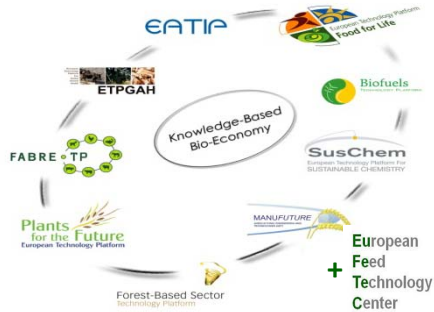 EATIP
European Technology Platform
Food for Life
ETPGAH
Biofuels
Knowledge-Based
Bio-Economy
SusChem
European Technology Platform for
SUSTAINABLE CHEMISTRY
FABRE TP
Plants
for the Future
European Technology Platform
MANUFUTURE
+ European
Feed
Technology
Center
Forest-Based Sector
Technology Platform